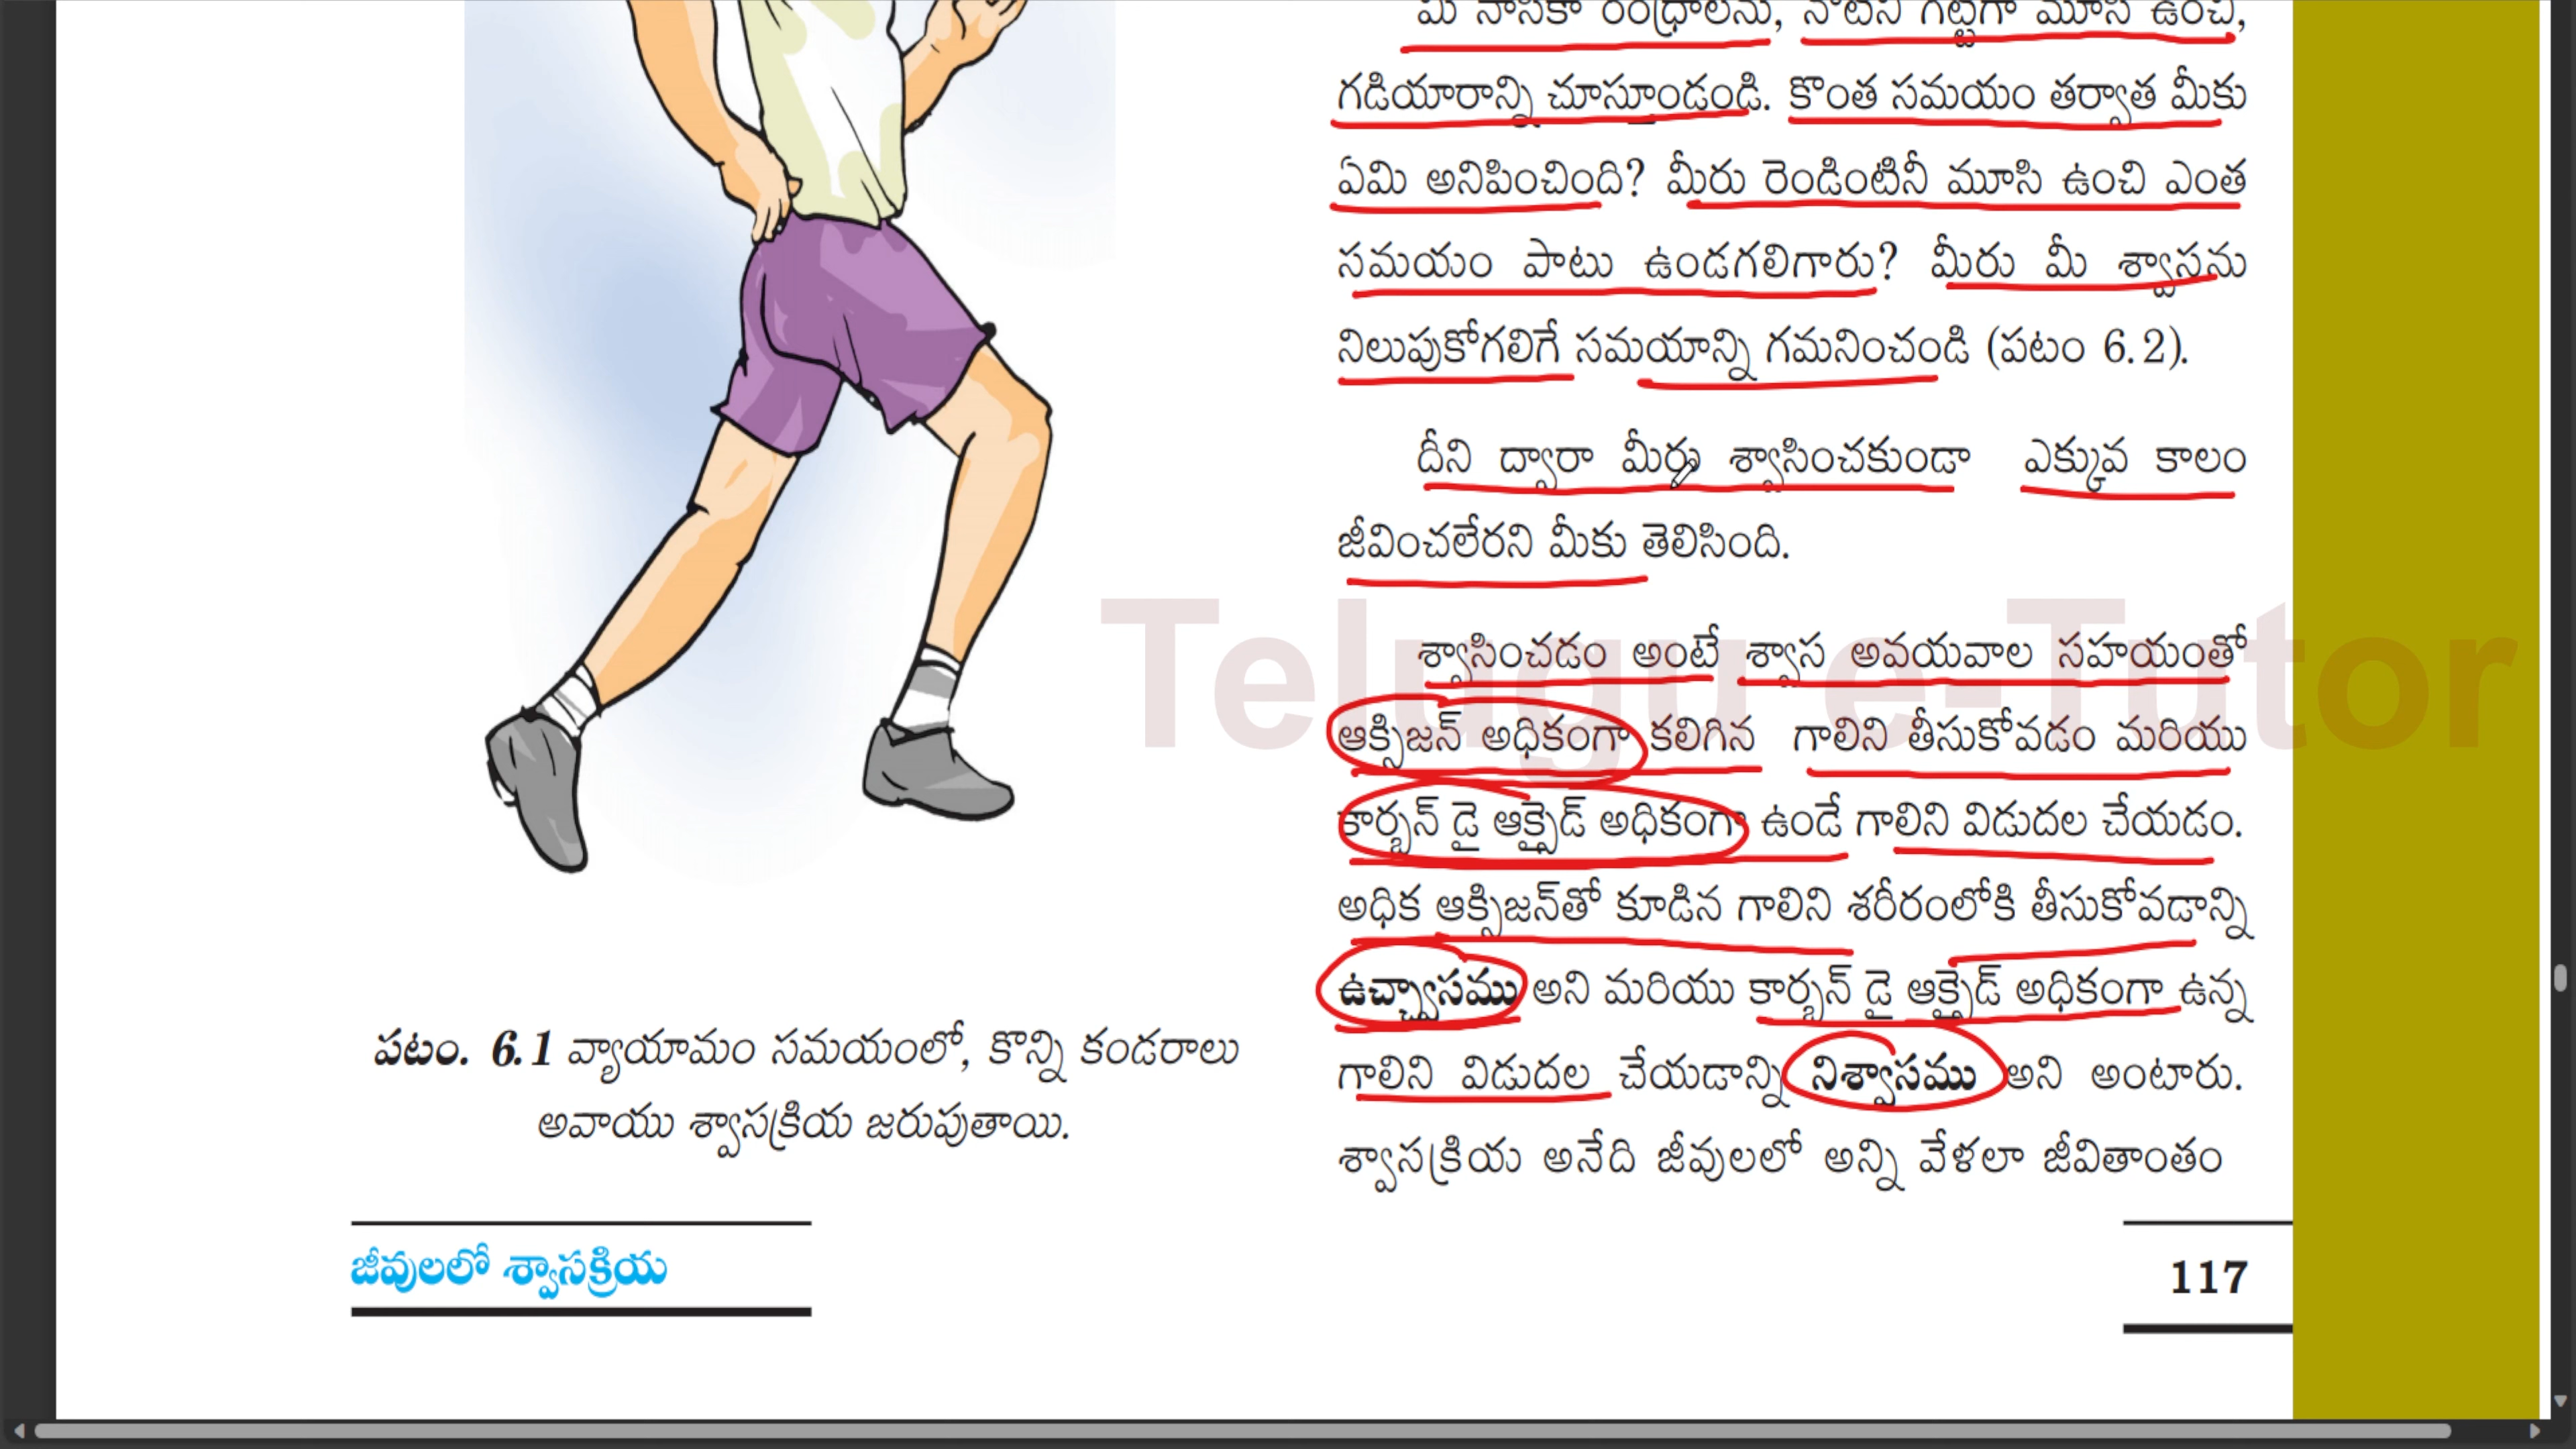 మీ నాసికా రంధ్రాలను, నోటిని గట్టిగా మూసి ఉంచి,
గడియారాన్ని చూస్తూండండి. కొంత సమయం తర్వాత మీకు
ఏమి అనిపించింది? మీరు రెండింటినీ మూసి ఉంచి ఎంత
సమయం పాటు ఉండగలిగారు? మీరు మీ శ్వాసను
నిలుపుకోగలిగే సమయాన్ని గమనించండి (పటం 6.2).
దీని ద్వారా మీరు శ్వాసించకుండా ఎక్కువ కాలం
జీవించలేరని మీకు తెలిసింది.
శ్వాసించడం అంటే శ్వాస అవయవాల సహయంతో
ఆక్సిజన్ అధికంగా కలిగిన గాలిని తీసుకోవడం మరియు
కార్బన్ డై ఆక్సైడ్ అధికంగా ఉండే గాలిని విడుదల చేయడం.
అధిక ఆక్సిజన్‌తో కూడిన గాలిని శరీరంలోకి తీసుకోవడాన్ని
ఉచ్ఛ్వాసము అని మరియు కార్బన్ డై ఆక్సైడ్ అధికంగా ఉన్న
గాలిని విడుదల చేయడాన్ని నిశ్వాసము అని అంటారు.
శ్వాసక్రియ అనేది జీవులలో అన్ని వేళలా జీవితాంతం
పటం. 6.1 వ్యాయామం సమయంలో, కొన్ని కండరాలు
అవాయు శ్వాసక్రియ జరుపుతాయి.
జీవులలో శ్వాసక్రియ
117
Telugu e-Tutor